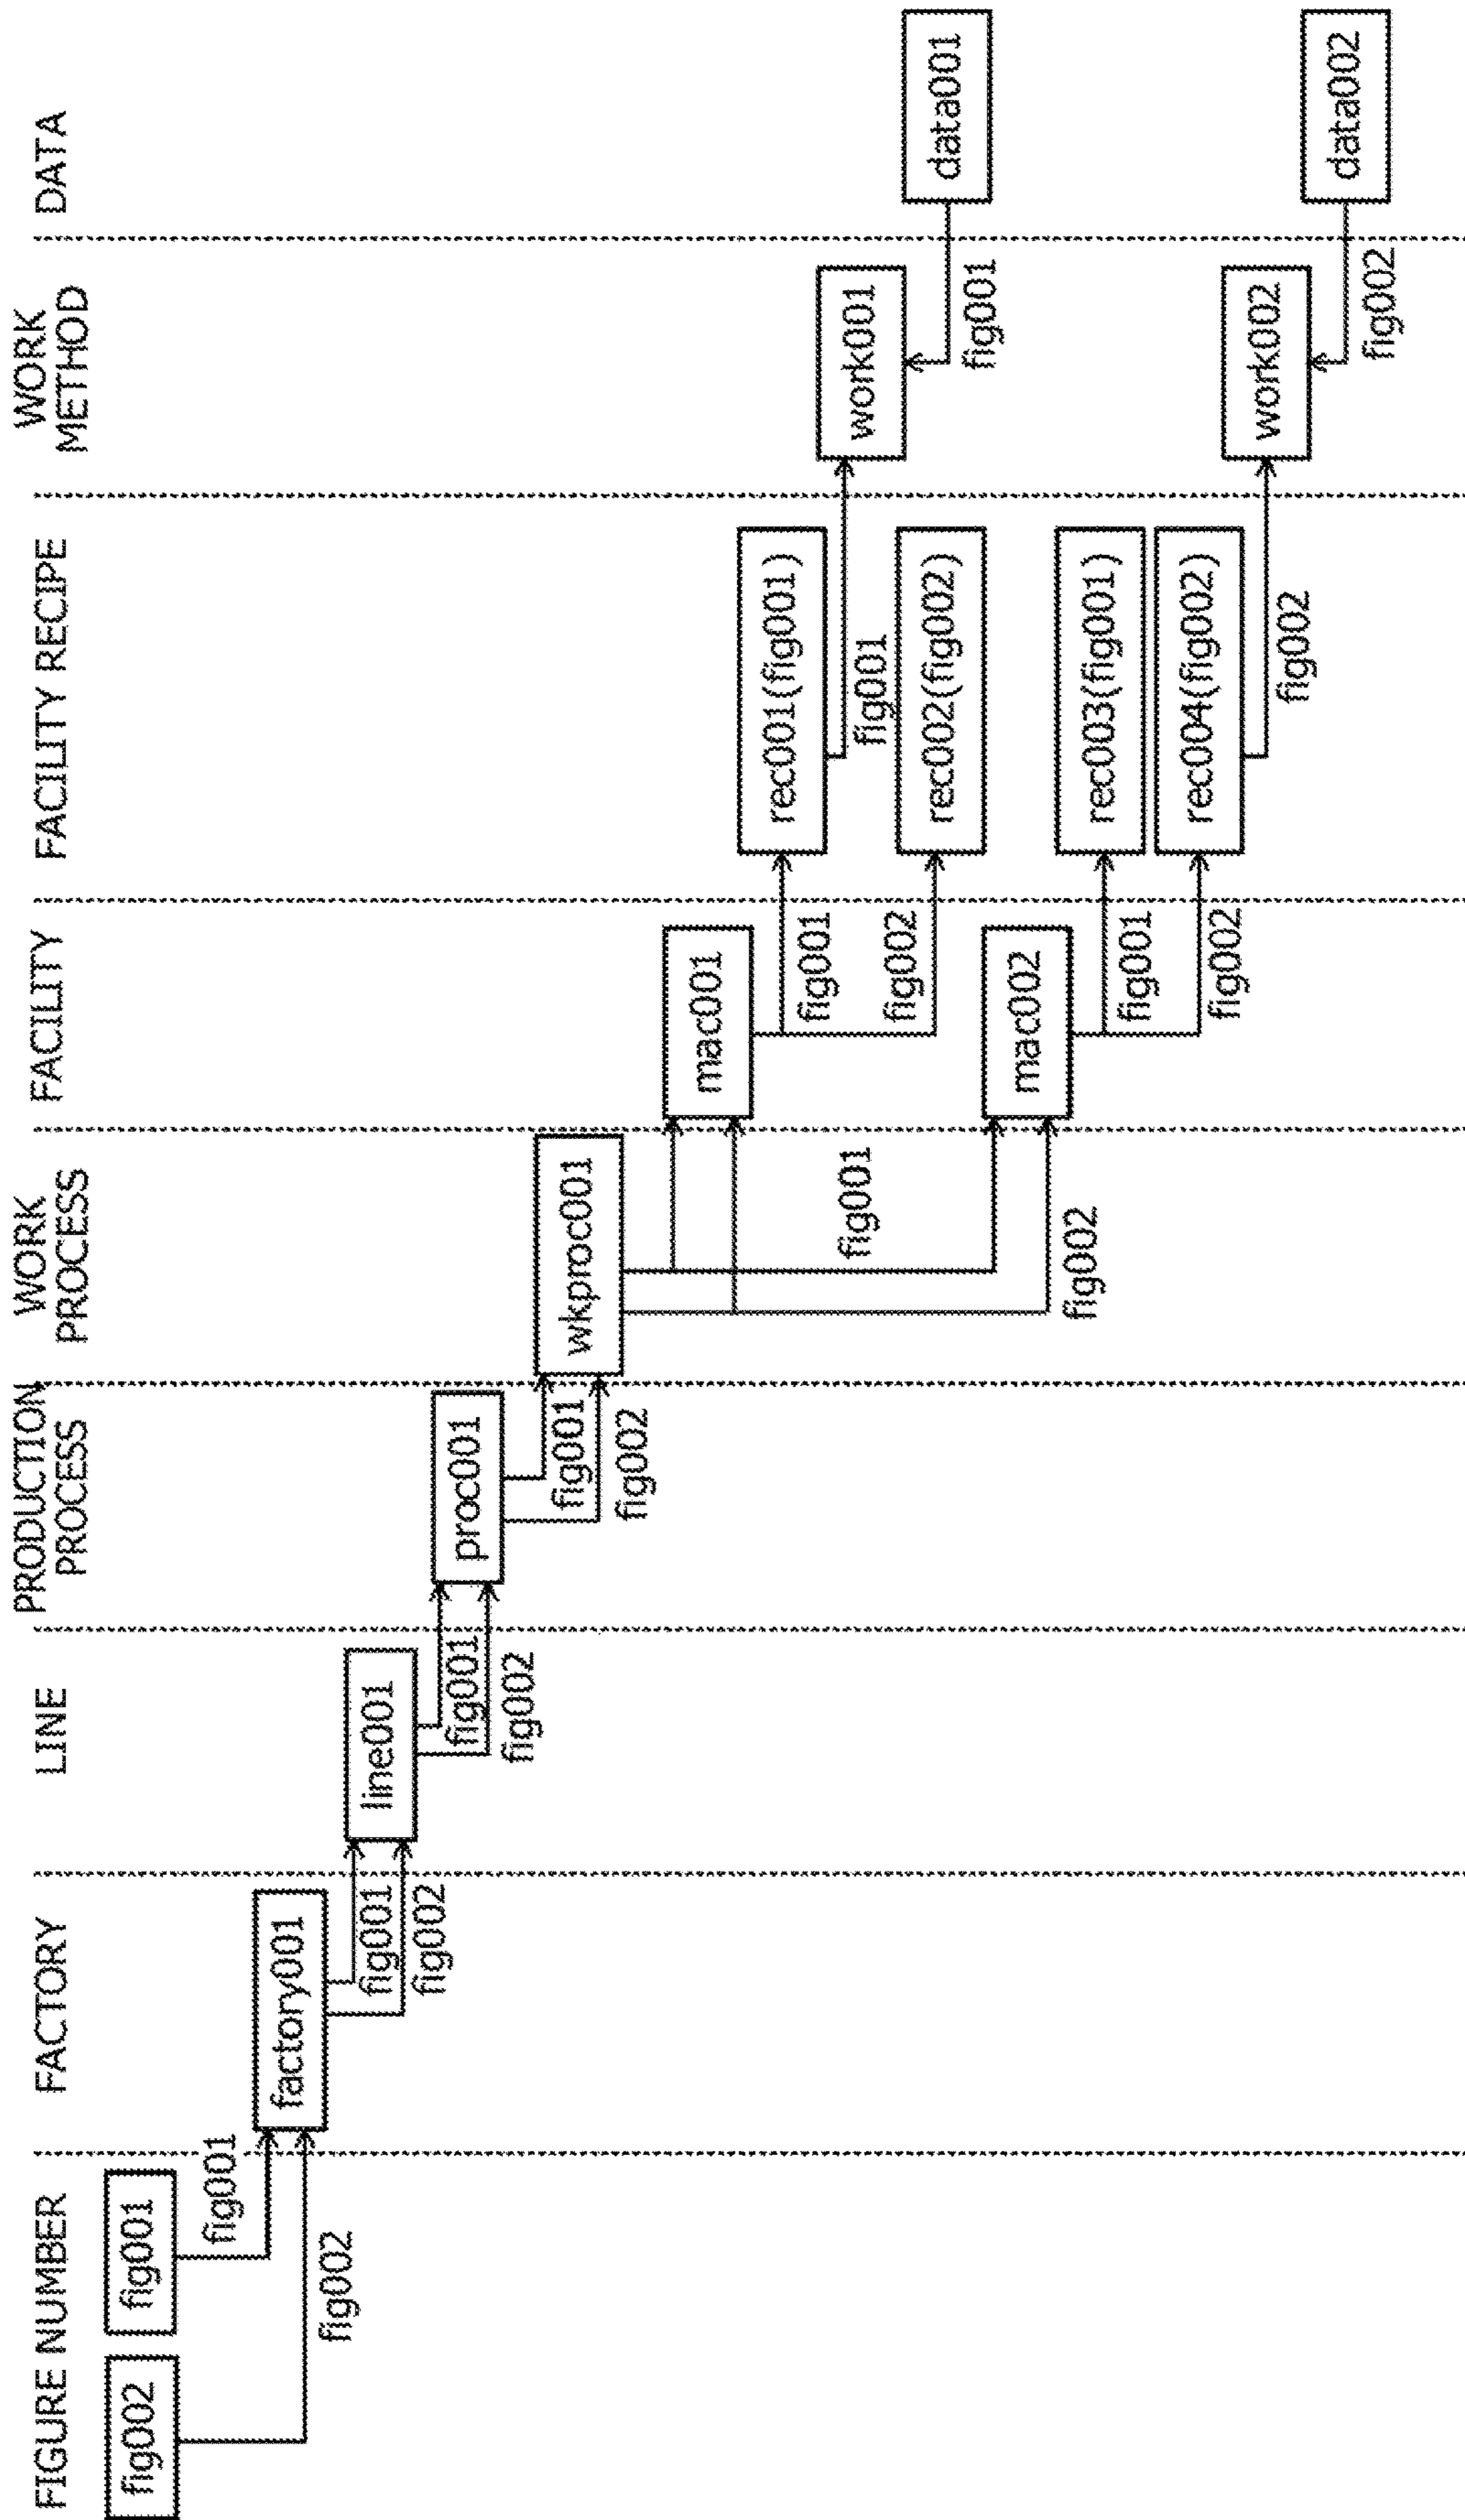 FIGURE NUMBER
FACTORY
LINE
PRODUCTION
PROCESS
WORK
PROCESS
FACILITY
FACILITY RECIPE
WORK
METHOD
DATA
fig002
fig001
fig001
fig002
factory001
fig001
fig002
line001
fig001
fig002
proc001
fig001
fig002
wkproc001
fig001
fig002
mac001
fig001
fig002
mac002
fig001
fig002
rec001(fig001)
fig001
rec002(fig002)
rec003(fig001)
rec004(fig002)
fig002
work001
fig001
work002
fig002
data001
data002